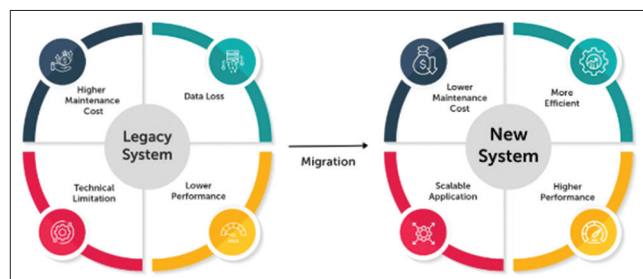 Higher
Maintenance
Cost
Data Loss
Legacy
System
Technical
Limitation
Lower
Performance
Migration
Lower
Maintenance
Cost
More
Efficient
New
System
Scalable
Application
Higher
Performance